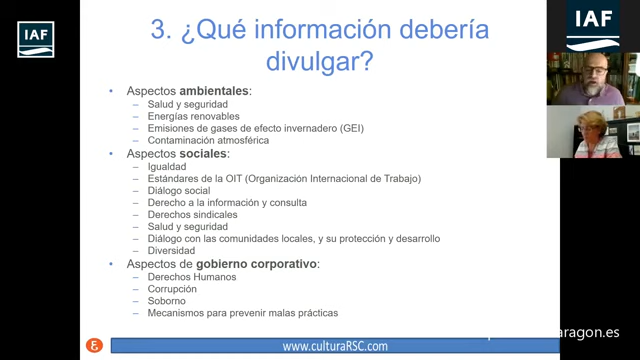 IAF
3. ¿Qué información debería
divulgar?
• Aspectos ambientales:
– Salud y seguridad
– Energías renovables
– Emisiones de gases de efecto invernadero (GEI)
– Contaminación atmosférica
• Aspectos sociales:
– Igualdad
– Estándares de la OIT (Organización Internacional de Trabajo)
– Diálogo social
– Derecho a la información y consulta
– Derechos sindicales
– Salud y seguridad
– Diálogo con las comunidades locales, y su protección y desarrollo
– Diversidad
• Aspectos de gobierno corporativo:
– Derechos Humanos
– Corrupción
– Soborno
– Mecanismos para prevenir malas prácticas
www.culturaRSC.com
IAF
aragon.es